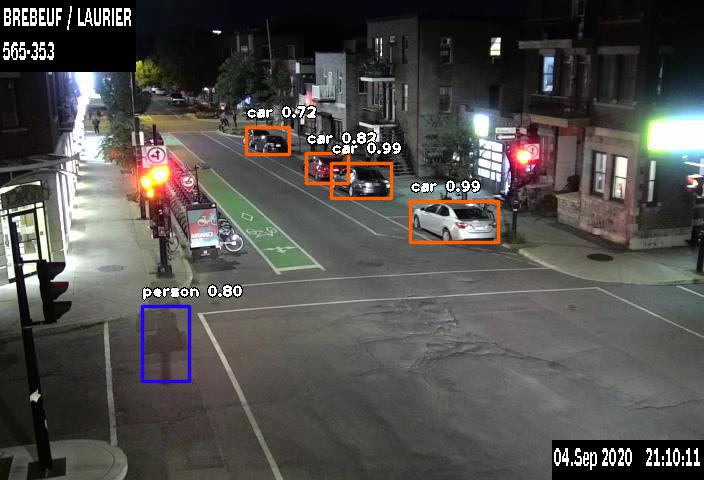 BREBEUF / LAURIER
565-353
car 0.72
car 0.82
car 0.99
car 0.99
person 0.80
04.Sep 2020 21:10:11